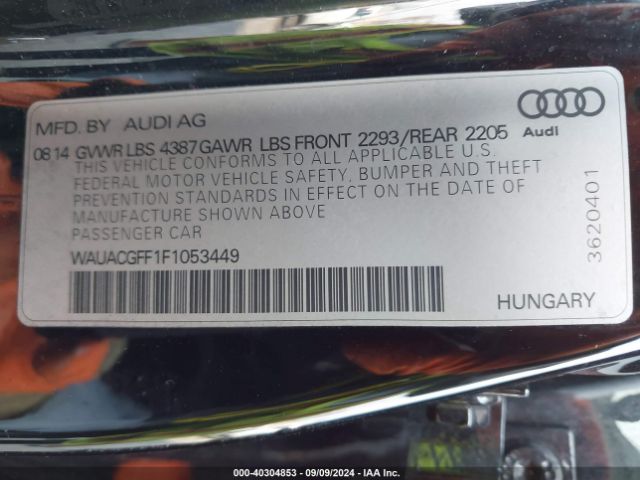 MFD. BY AUDI AG
0814 GVWR LBS 4387 GAWR LBS FRONT 2293/REAR 2205
Audi
THIS VEHICLE CONFORMS TO ALL APPLICABLE U.S.
FEDERAL MOTOR VEHICLE SAFETY, BUMPER AND THEFT
PREVENTION STANDARDS IN EFFECT ON THE DATE OF
MANUFACTURE SHOWN ABOVE
PASSENGER CAR
WAUACGFF1F1053449
HUNGARY
3620401
000-40304853 - 09/09/2024 - IAA Inc.